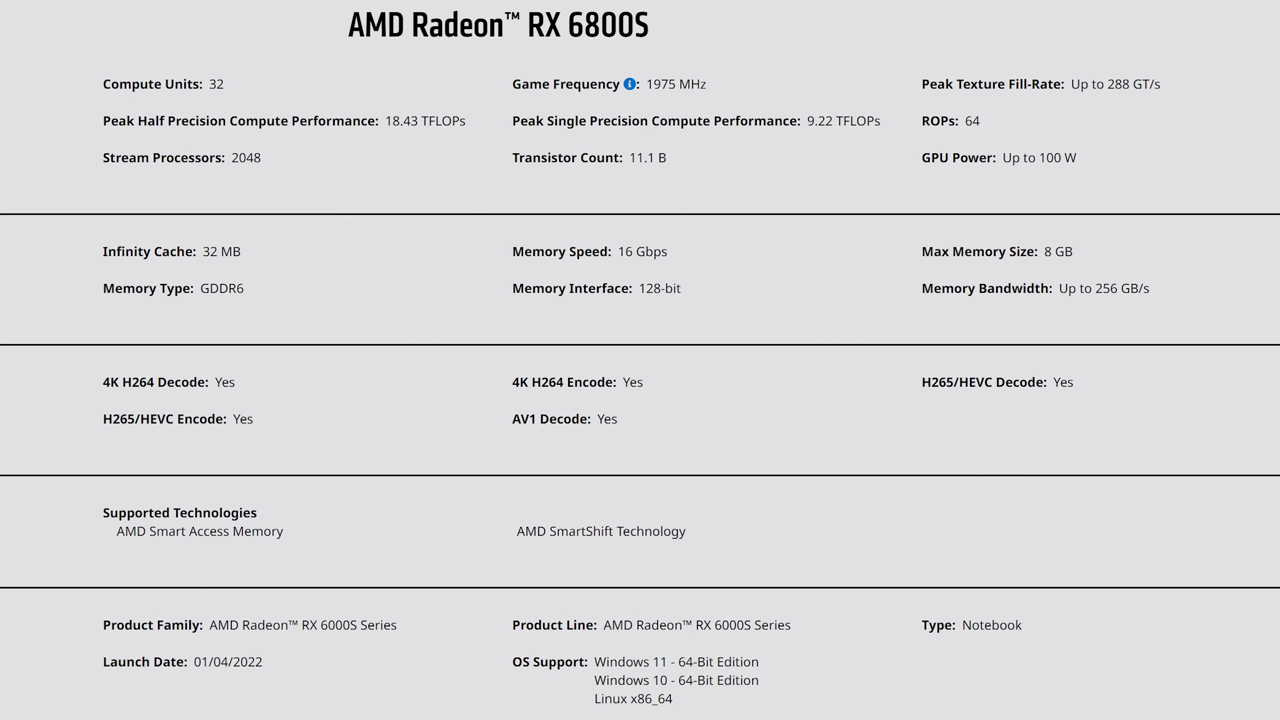 AMD Radeon™ RX 6800S
Compute Units: 32
Game Frequency i: 1975 MHz
Peak Texture Fill-Rate: Up to 288 GT/s
Peak Half Precision Compute Performance: 18.43 TFLOPs
Peak Single Precision Compute Performance: 9.22 TFLOPs
ROPs: 64
Stream Processors: 2048
Transistor Count: 11.1 B
GPU Power: Up to 100 W
Infinity Cache: 32 MB
Memory Speed: 16 Gbps
Max Memory Size: 8 GB
Memory Type: GDDR6
Memory Interface: 128-bit
Memory Bandwidth: Up to 256 GB/s
4K H264 Decode: Yes
4K H264 Encode: Yes
H265/HEVC Decode: Yes
H265/HEVC Encode: Yes
AV1 Decode: Yes
Supported Technologies
AMD Smart Access Memory
AMD SmartShift Technology
Product Family: AMD Radeon™ RX 6000S Series
Product Line: AMD Radeon™ RX 6000S Series
Type: Notebook
Launch Date: 01/04/2022
OS Support: Windows 11 - 64-Bit Edition
Windows 10 - 64-Bit Edition
Linux x86_64